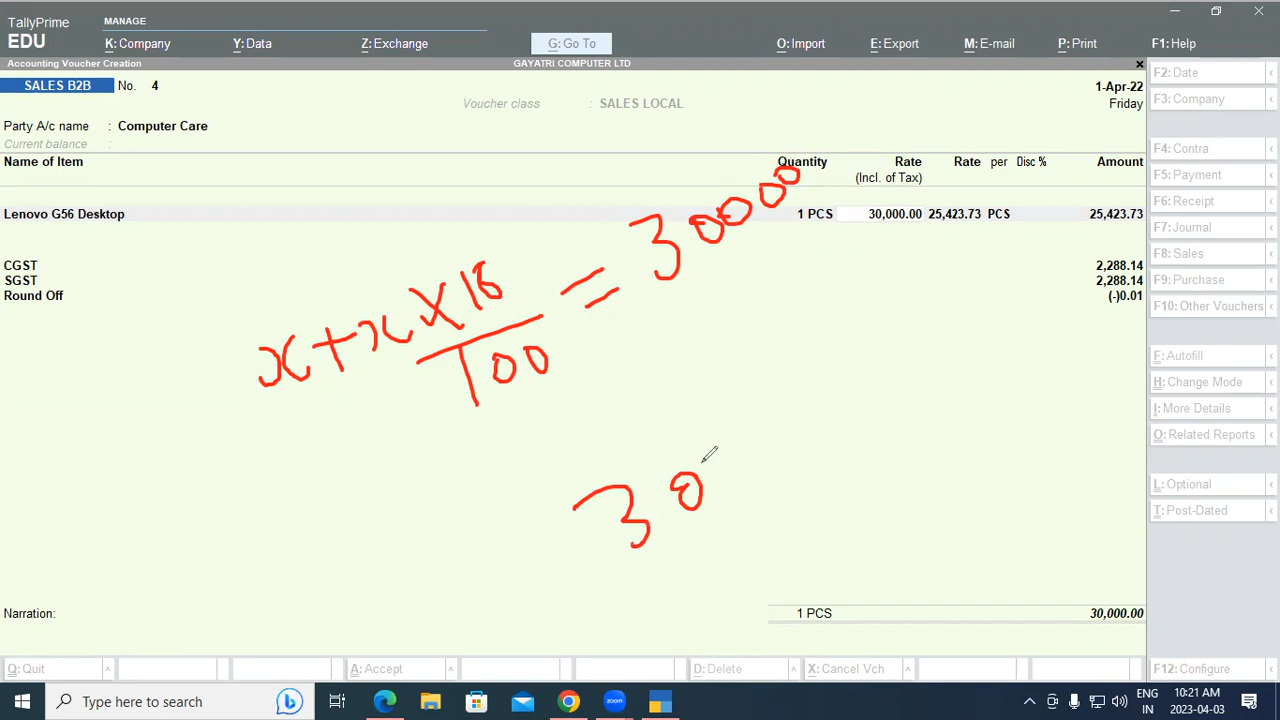 TallyPrime
MANAGE
EDU
K: Company
Y: Data
Z: Exchange
G: Go To
O: Import
E: Export
M: E-mail
P: Print
F1: Help
Accounting Voucher Creation
GAYATRI COMPUTER LTD
SALES B2B No. 4
1-Apr-22
Friday
Voucher class : SALES LOCAL
Party A/c name : Computer Care
Current balance :
Name of Item Quantity Rate Rate per Disc % Amount
(Incl. of Tax)
Lenovo G56 Desktop 1 PCS 30,000.00 25,423.73 PCS 25,423.73
CGST 2,288.14
SGST 2,288.14
Round Off (-)0.01
x + x X 18 = 30000
100
30
Narration: 1 PCS 30,000.00
F2: Date
F3: Company
F4: Contra
F5: Payment
F6: Receipt
F7: Journal
F8: Sales
F9: Purchase
F10: Other Vouchers
F: Autofill
H: Change Mode
I: More Details
O: Related Reports
L: Optional
T: Post-Dated
Q: Quit
A: Accept
D: Delete
X: Cancel Vch
F12: Configure
Type here to search
zoom
ENG
IN
10:21 AM
2023-04-03